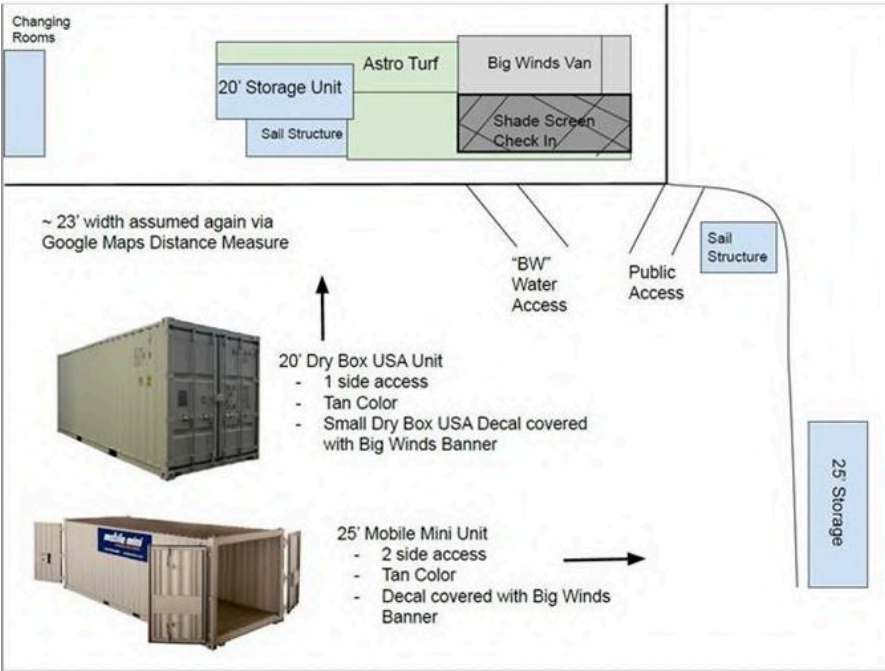 Changing
Rooms
Astro Turf
Big Winds Van
20' Storage Unit
Sail Structure
Shade Screen
Check In
~ 23' width assumed again via
Google Maps Distance Measure
"BW"
Water
Access
Public
Access
Sail
Structure
20' Dry Box USA Unit
- 1 side access
- Tan Color
- Small Dry Box USA Decal covered
with Big Winds Banner
25' Storage
mobile mini
25' Mobile Mini Unit
- 2 side access
- Tan Color
- Decal covered with Big Winds
Banner